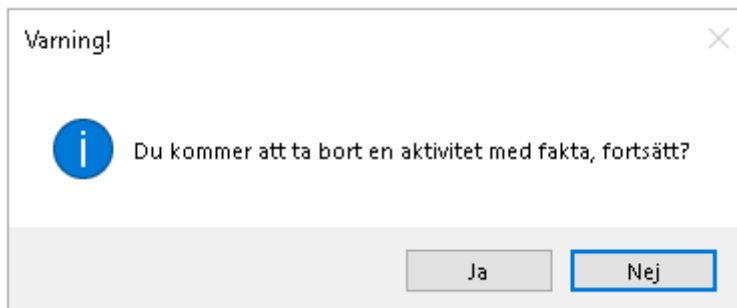 Varning!
Du kommer att ta bort en aktivitet med fakta, fortsätt?
Ja
Nej